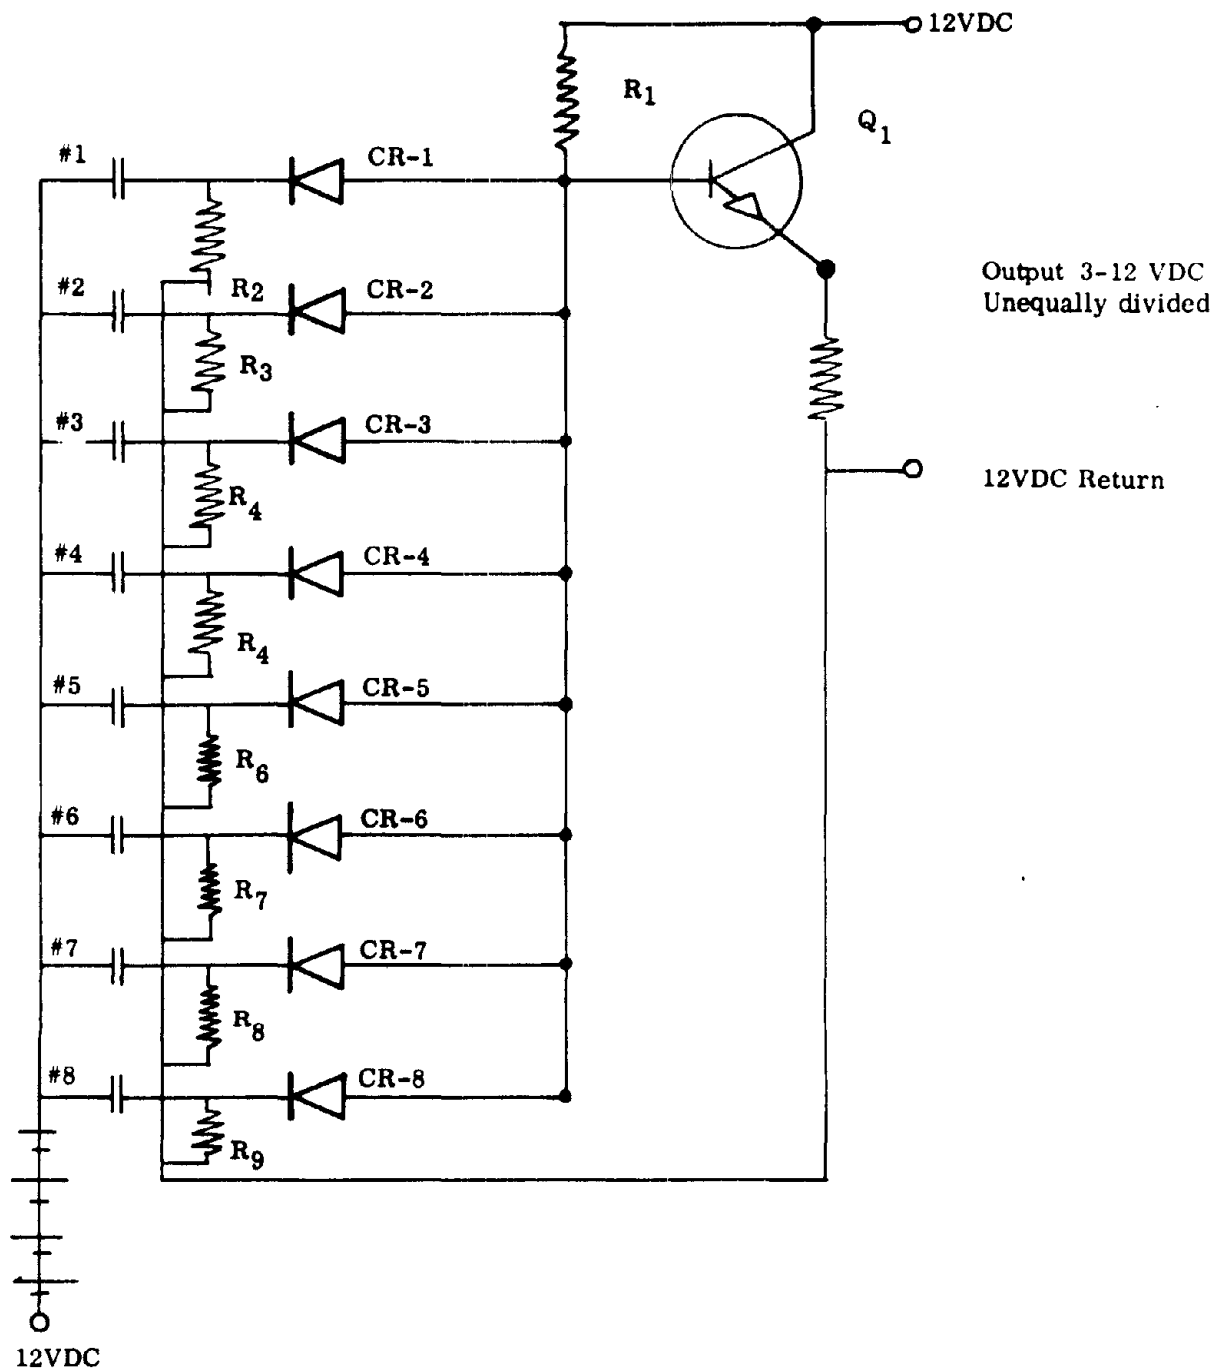 12VDC
R1
Q1
#1
CR-1
#2
R2
CR-2
Output 3-12 VDC
Unequally divided
R3
#3
CR-3
R4
12VDC Return
#4
CR-4
R4
#5
CR-5
R6
#6
CR-6
R7
#7
CR-7
R8
#8
CR-8
R9
12VDC